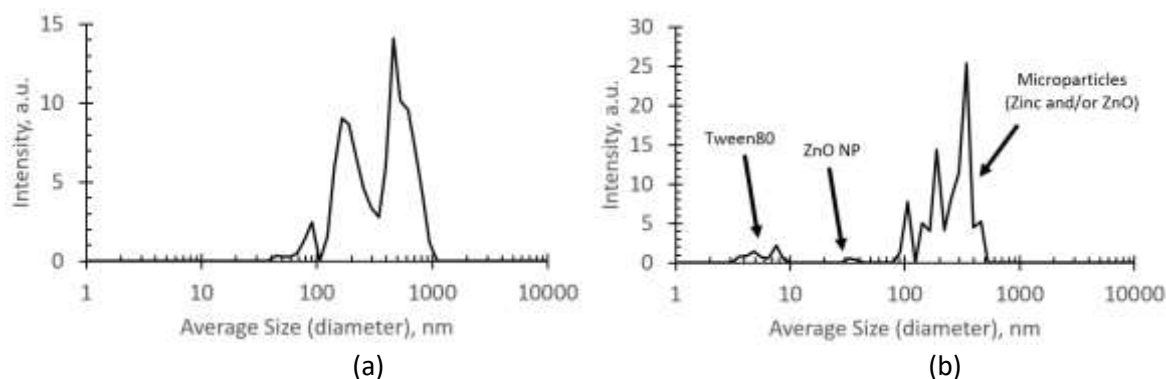 15
10
5
0
Intensity, a.u.
1
10
100
1000
10000
Average Size (diameter), nm
(a)
30
25
20
15
10
5
0
Intensity, a.u.
Tween80
ZnO NP
Microparticles
(Zinc and/or ZnO)
1
10
100
1000
10000
Average Size (diameter), nm
(b)